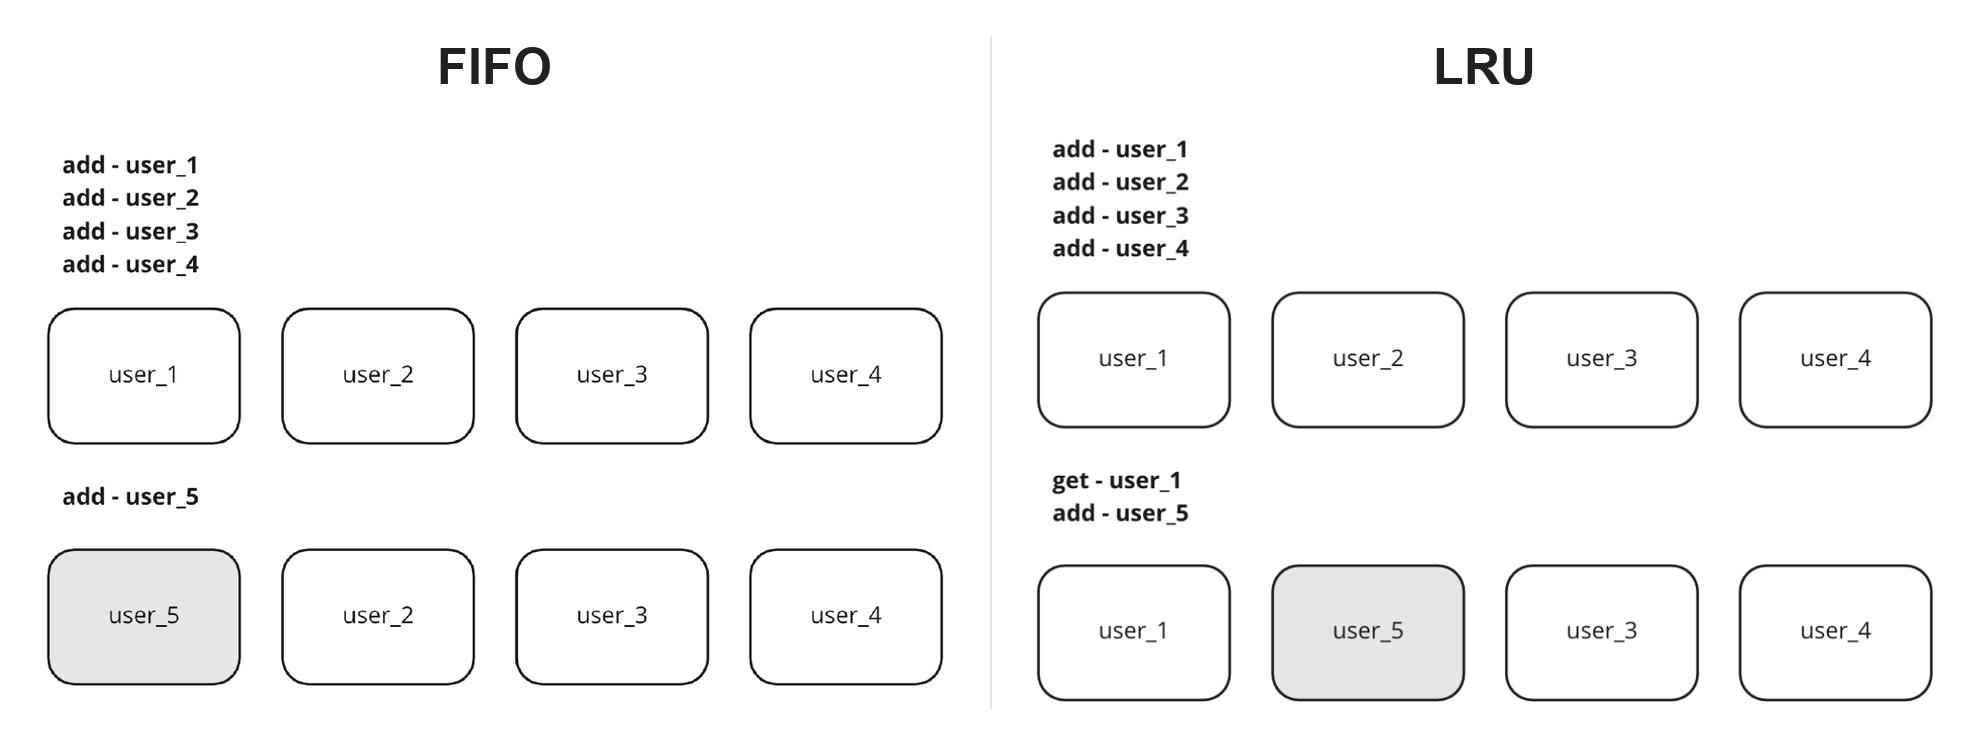 FIFO
add - user_1
add - user_2
add - user_3
add - user_4
user_1 user_2 user_3 user_4
add - user_5
user_5 user_2 user_3 user_4
LRU
add - user_1
add - user_2
add - user_3
add - user_4
user_1 user_2 user_3 user_4
get - user_1
add - user_5
user_1 user_5 user_3 user_4